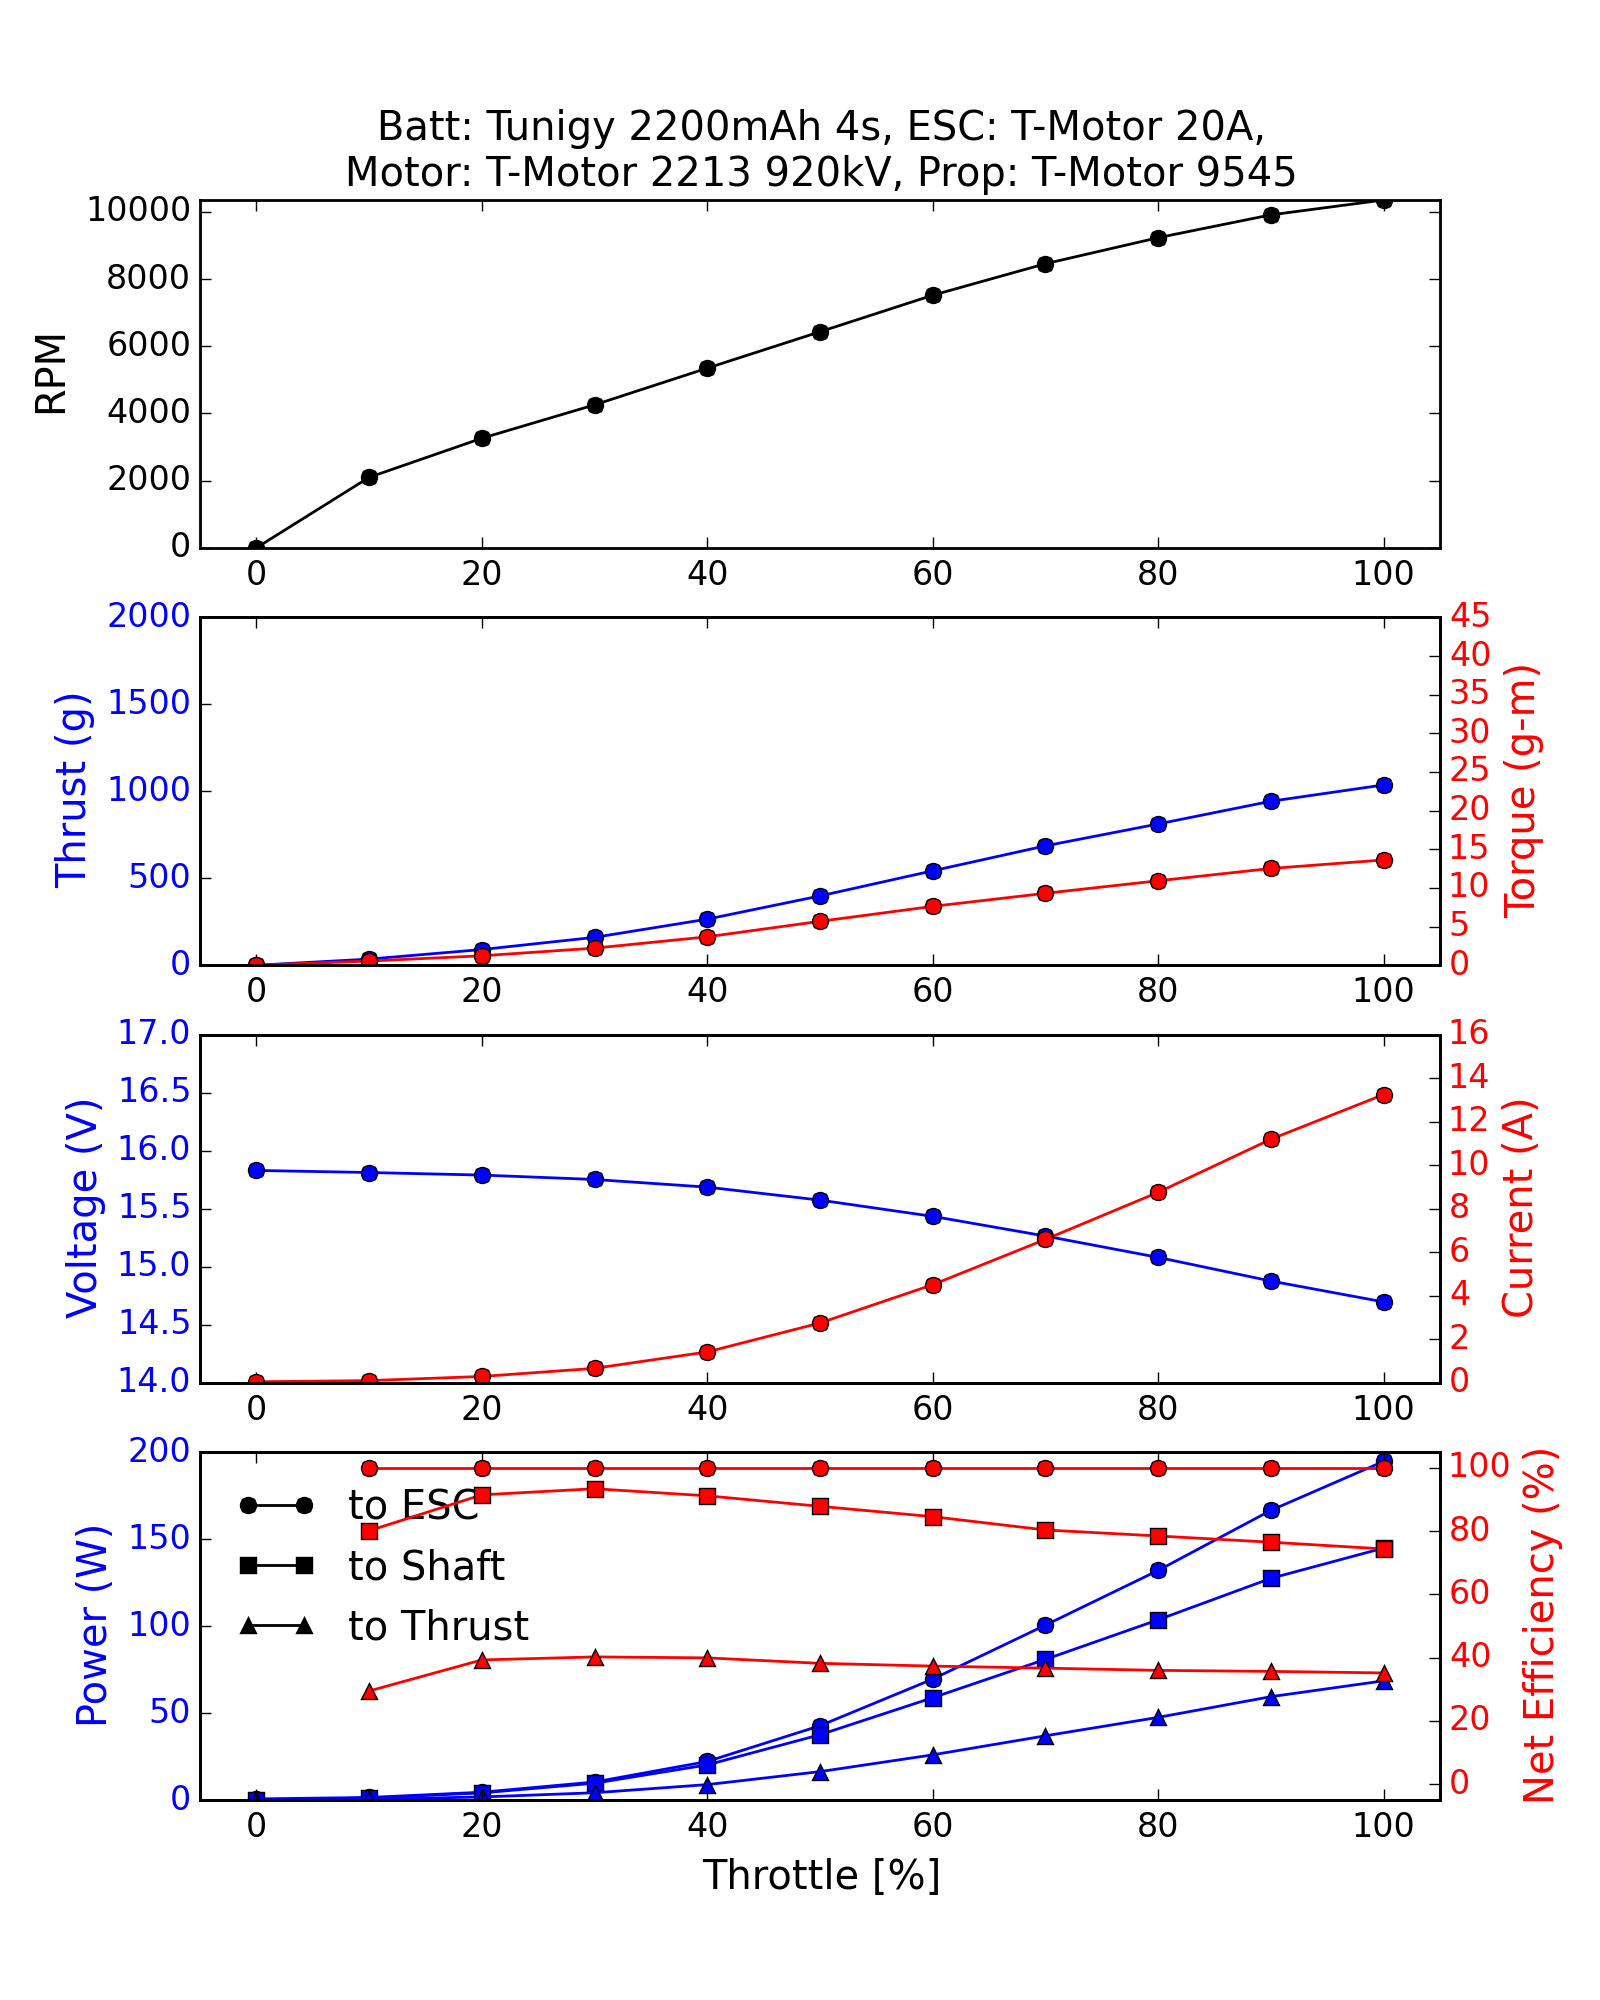 Batt: Tunigy 2200mAh 4s, ESC: T-Motor 20A,
Motor: T-Motor 2213 920kV, Prop: T-Motor 9545
RPM
10000
8000
6000
4000
2000
0
0 20 40 60 80 100
Thrust (g)
2000
1500
1000
500
0
45
40
35
30
25
20
15
10
5
0
Torque (g-m)
0 20 40 60 80 100
Voltage (V)
17.0
16.5
16.0
15.5
15.0
14.5
14.0
16
14
12
10
8
6
4
2
0
Current (A)
0 20 40 60 80 100
Power (W)
200
150
100
50
0
to ESC
to Shaft
to Thrust
100
80
60
40
20
0
Net Efficiency (%)
0 20 40 60 80 100
Throttle [%]